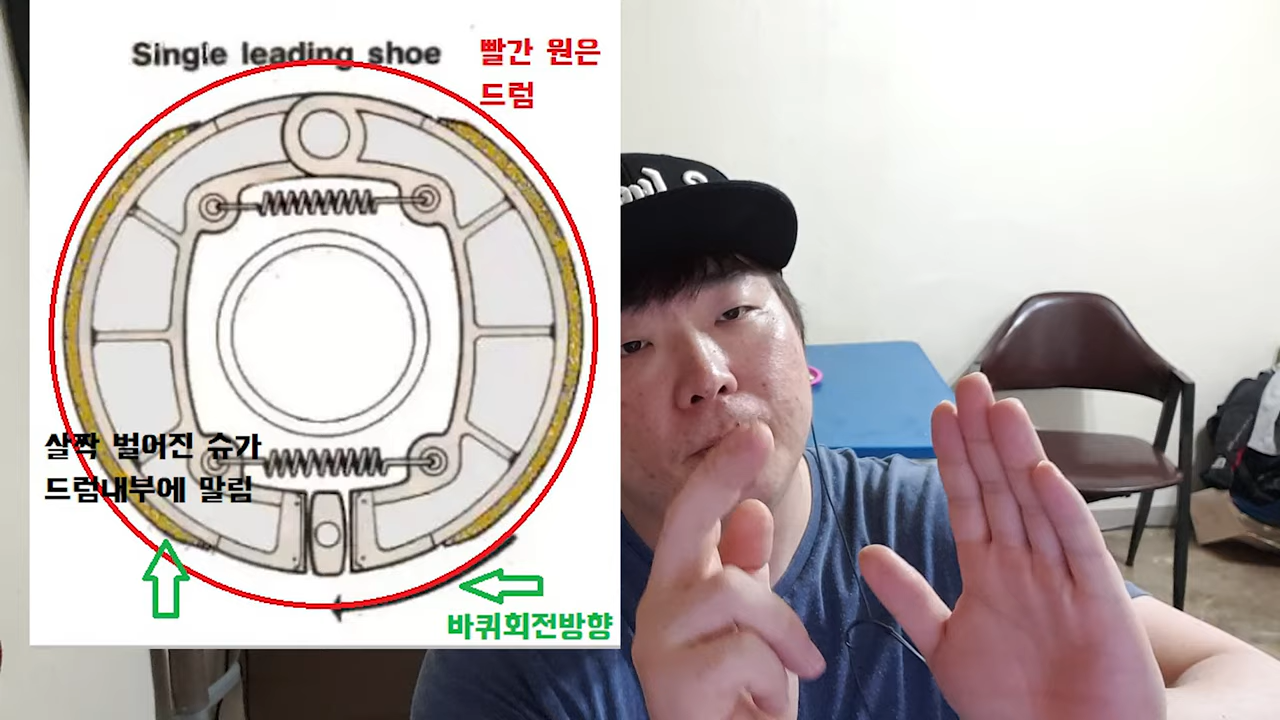 Single leading shoe
빨간 원은
드럼
살짝 벌어진 슈가
드럼내부에 말림
바퀴회전방향